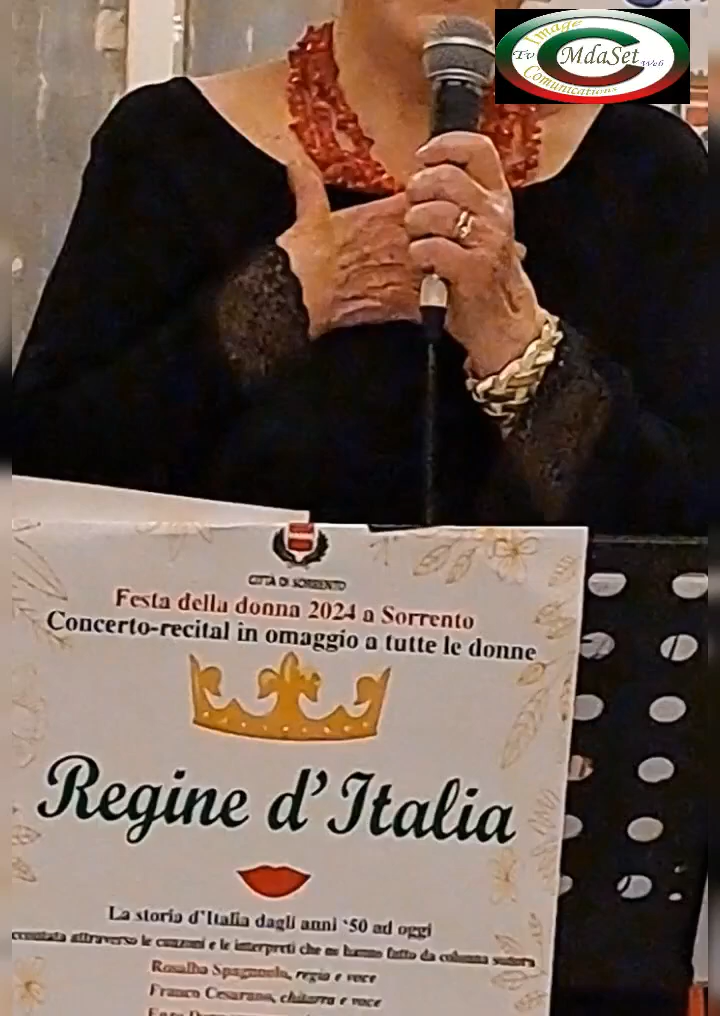 Image
Tv MdaSet Web
Comunications
CITTÀ DI SORRENTO
Festa della donna 2024 a Sorrento
Concerto-recital in omaggio a tutte le donne
Regine d'Italia
La storia d'Italia dagli anni '50 ad oggi
attraverso le canzoni e le interpreti che ne hanno fatto da colonna sonora
Rosalba Spagnuolo, regia e voce
Franco Cesarano, chitarra e voce